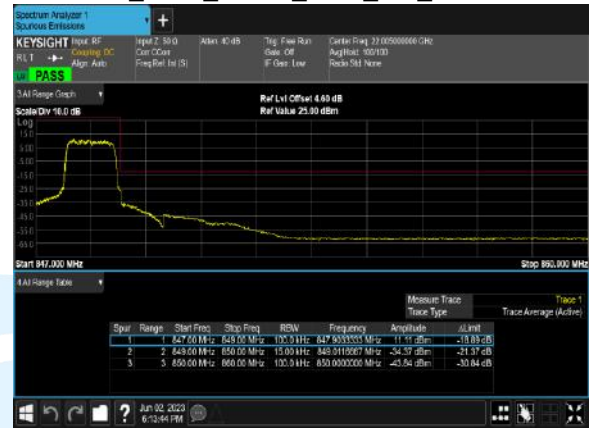 Spectrum Analyzer 1
Spurious Emissions
+
KEYSIGHT Input: RF Input Z: 50 Ω Atten: 40 dB Trig: Free Run Center Freq: 22.005000000 GHz
RLT Coupling: DC Corr CCorr Gate: Off Avg|Hold: 100/100
Align: Auto Freq Ref: Int (S) IF Gain: Low Radio Std: None
PASS
3 All Range Graph
Ref Lvl Offset 4.60 dB
Scale/Div 10.0 dB Ref Value 25.00 dBm
Log
15.0
5.00
-5.00
-15.0
-25.0
-35.0
-45.0
-55.0
-65.0
Start 847.000 MHz Stop 860.000 MHz
4 All Range Table
Measure Trace Trace 1
Trace Type Trace Average (Active)
Spur Range Start Freq Stop Freq RBW Frequency Amplitude ΔLimit
1 1 847.00 MHz 849.00 MHz 100.0 kHz 847.9033333 MHz 11.11 dBm -18.89 dB
2 2 849.00 MHz 850.00 MHz 15.00 kHz 849.0116667 MHz -34.37 dBm -21.37 dB
3 3 850.00 MHz 860.00 MHz 100.0 kHz 850.0000000 MHz -43.84 dBm -30.84 dB
? Jun 02, 2023
6:13:44 PM